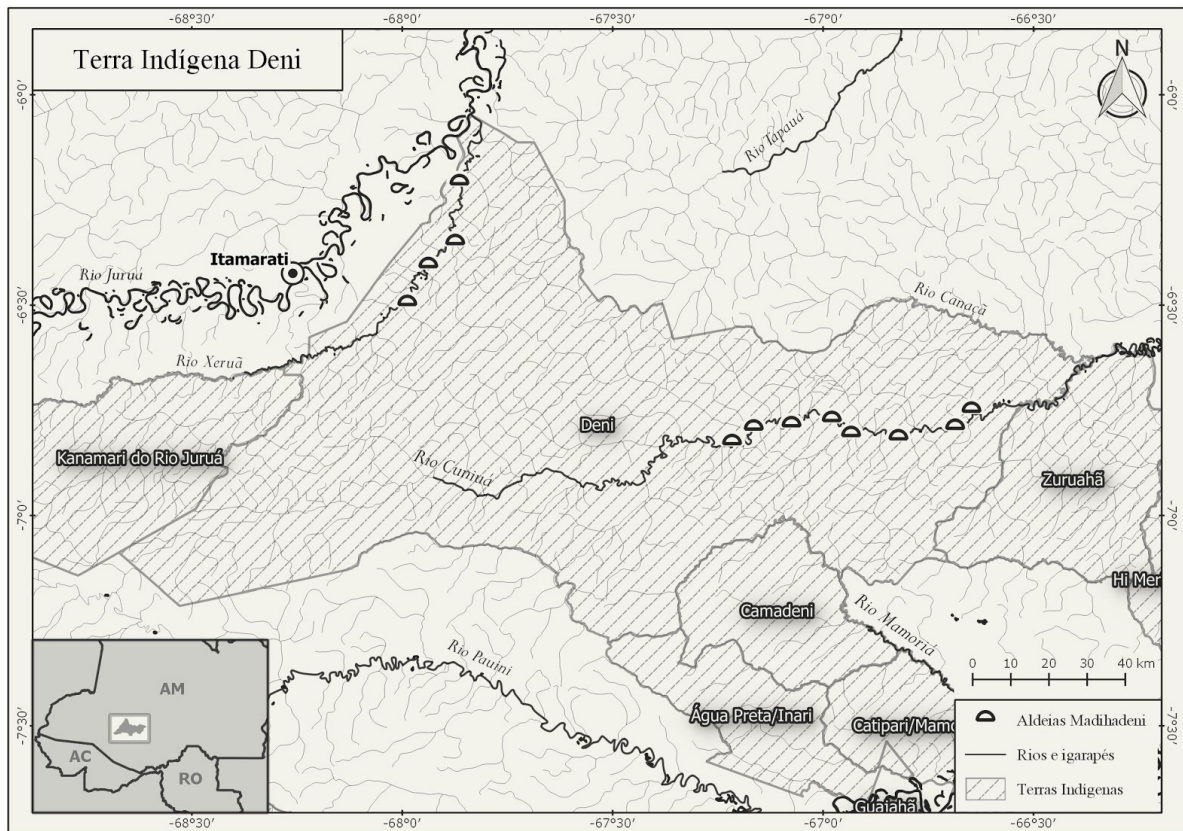 -68°30' -68°0' -67°30' -67°0' -66°30'
Terra Indígena Deni
N
-6°0' -6°0'
Rio Tapauá
Itamarati
Rio Juruá
-6°30' -6°30'
Rio Canaçã
Rio Xeruã
Deni
Kanamari do Rio Juruá
Rio Cuniuá
Zuruahã
-7°0' -7°0'
Hi Mer
Camadeni
Rio Mamoriá
Rio Pauini
0 10 20 30 40 km
AM
AC
RO
Água Preta/Inari
Catipari/Mamo
-7°30' -7°30'
Aldeias Madihadeni
Rios e igarapés
Terras Indígenas
Guajahã
-68°30' -68°0' -67°30' -67°0' -66°30'